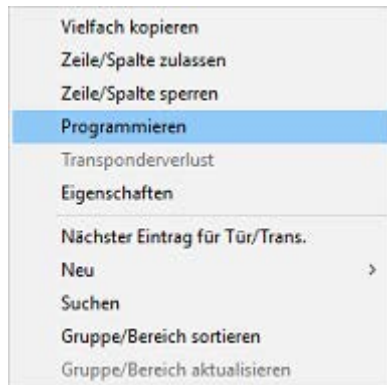 Vielfach kopieren
Zeile/Spalte zulassen
Zeile/Spalte sperren
Programmieren
Transponderverlust
Eigenschaften
Nächster Eintrag für Tür/Trans.
Neu
Suchen
Gruppe/Bereich sortieren
Gruppe/Bereich aktualisieren